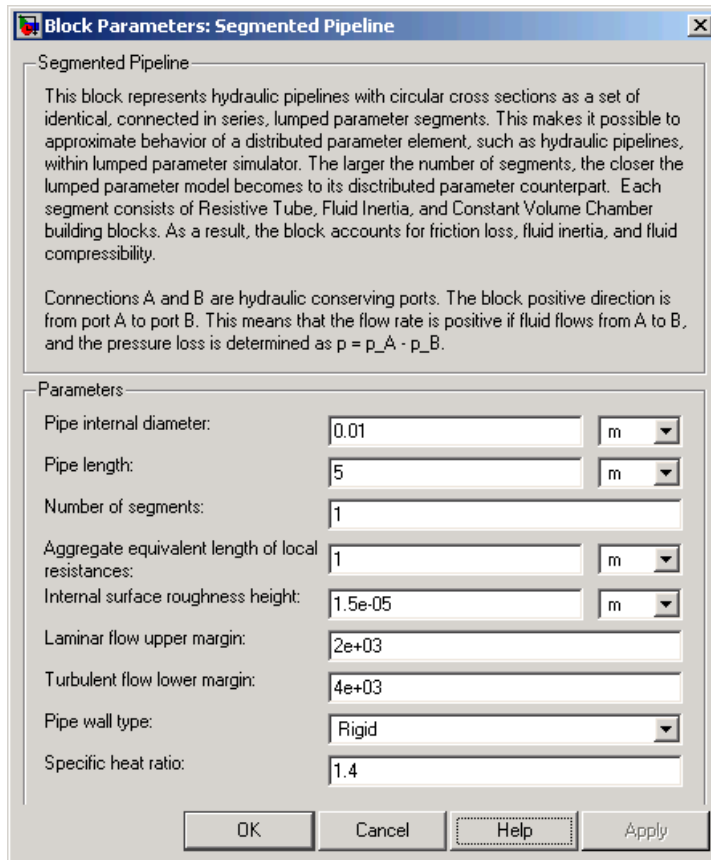 Block Parameters: Segmented Pipeline
Segmented Pipeline
This block represents hydraulic pipelines with circular cross sections as a set of
identical, connected in series, lumped parameter segments. This makes it possible to
approximate behavior of a distributed parameter element, such as hydraulic pipelines,
within lumped parameter simulator. The larger the number of segments, the closer the
lumped parameter model becomes to its disctributed parameter counterpart. Each
segment consists of Resistive Tube, Fluid Inertia, and Constant Volume Chamber
building blocks. As a result, the block accounts for friction loss, fluid inertia, and fluid
compressibility.
Connections A and B are hydraulic conserving ports. The block positive direction is
from port A to port B. This means that the flow rate is positive if fluid flows from A to B,
and the pressure loss is determined as p = p_A - p_B.
Parameters
Pipe internal diameter: 0.01 m
Pipe length: 5 m
Number of segments: 1
Aggregate equivalent length of local
resistances: 1 m
Internal surface roughness height: 1.5e-05 m
Laminar flow upper margin: 2e+03
Turbulent flow lower margin: 4e+03
Pipe wall type: Rigid
Specific heat ratio: 1.4
OK Cancel Help Apply